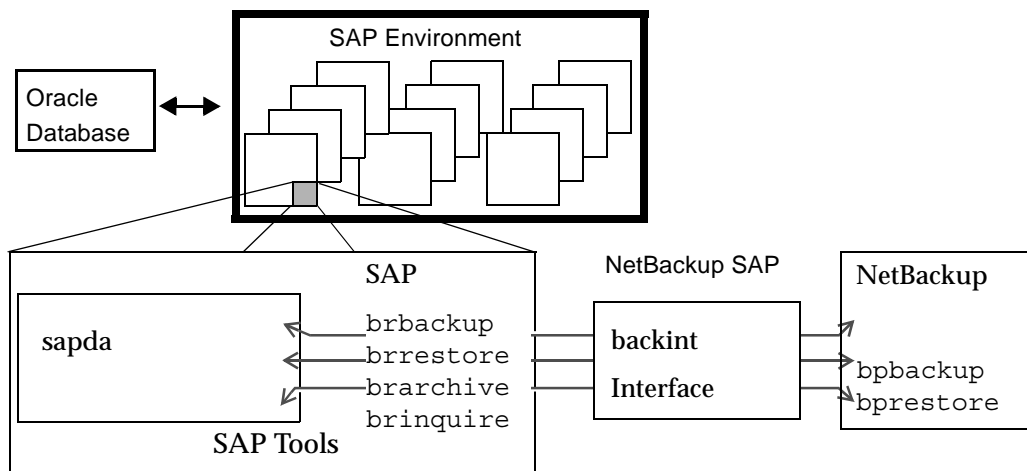 SAP Environment
Oracle
Database
SAP
NetBackup SAP
NetBackup
sapda
brbackup
brrestore
brarchive
brinquire
backint
Interface
bpbackup
bprestore
SAP Tools